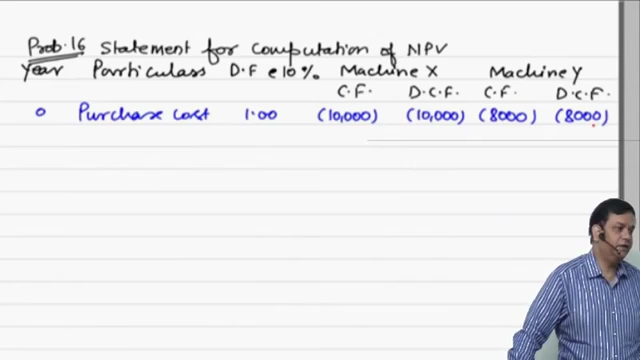 Prob.16 Statement for Computation of NPV
Year Particulars D.F @ 10% Machine X Machine Y
C.F. D.C.F. C.F. D.C.F.
0 Purchase cost 1.00 (10,000) (10,000) (8000) (8000)